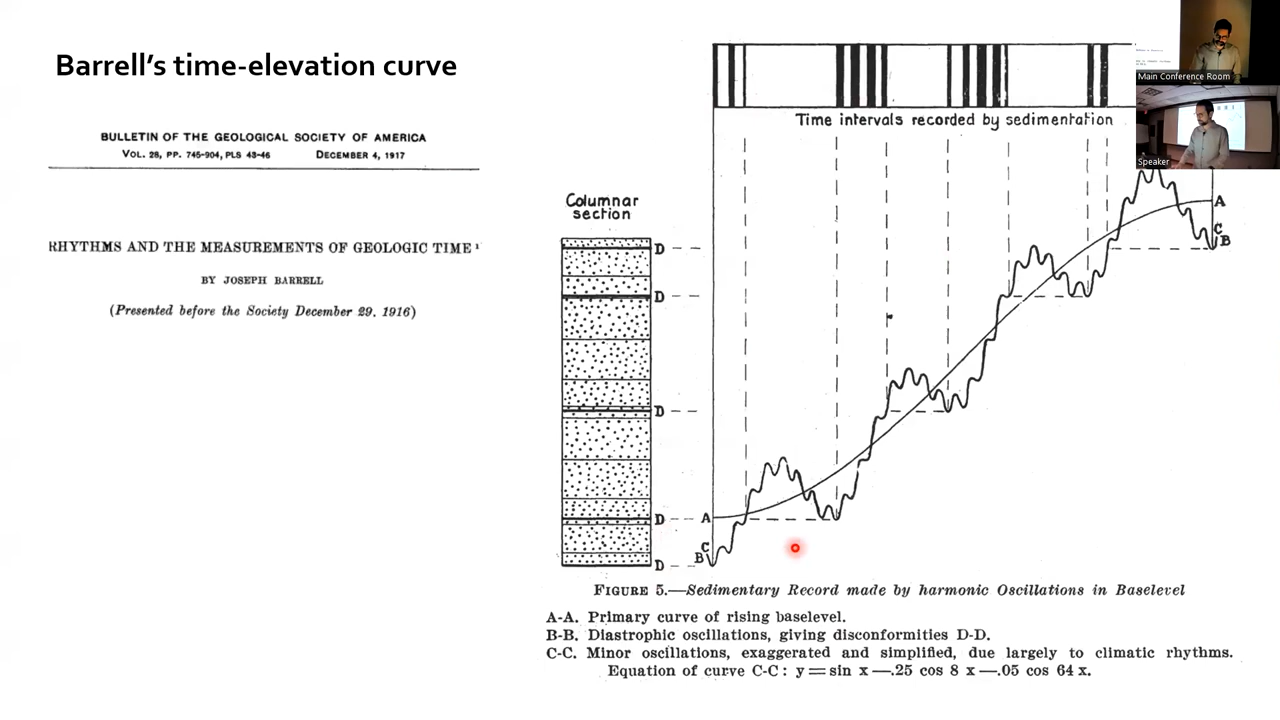 Barrell's time-elevation curve
BULLETIN OF THE GEOLOGICAL SOCIETY OF AMERICA
VOL. 28, PP. 745-904, PLS 43-46 DECEMBER 4, 1917
RHYTHMS AND THE MEASUREMENTS OF GEOLOGIC TIME ¹
BY JOSEPH BARRELL
(Presented before the Society December 29, 1916)
Main Conference Room
Speaker
Time intervals recorded by sedimentation
Columnar
section
D
D
D
D
D
A
C
B
A
C
B
FIGURE 5.—Sedimentary Record made by harmonic Oscillations in Baselevel
A-A. Primary curve of rising baselevel.
B-B. Diastrophic oscillations, giving disconformities D-D.
C-C. Minor oscillations, exaggerated and simplified, due largely to climatic rhythms.
Equation of curve C-C: y=sin x—.25 cos 8 x—.05 cos 64 x.